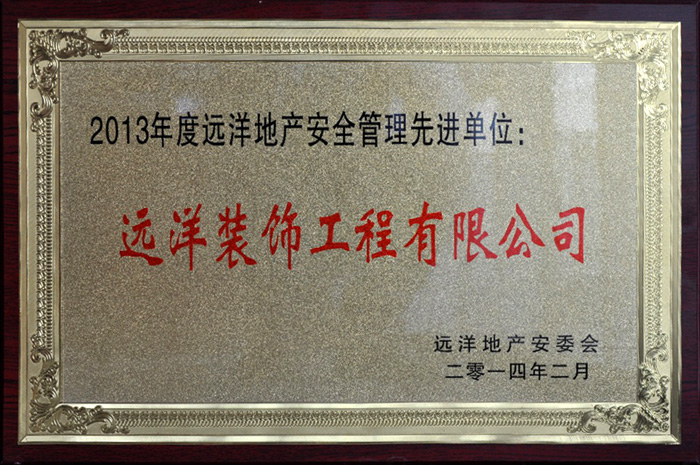 2013年度远洋地产安全管理先进单位：
远洋装饰工程有限公司
远洋地产安委会
二零一四年二月